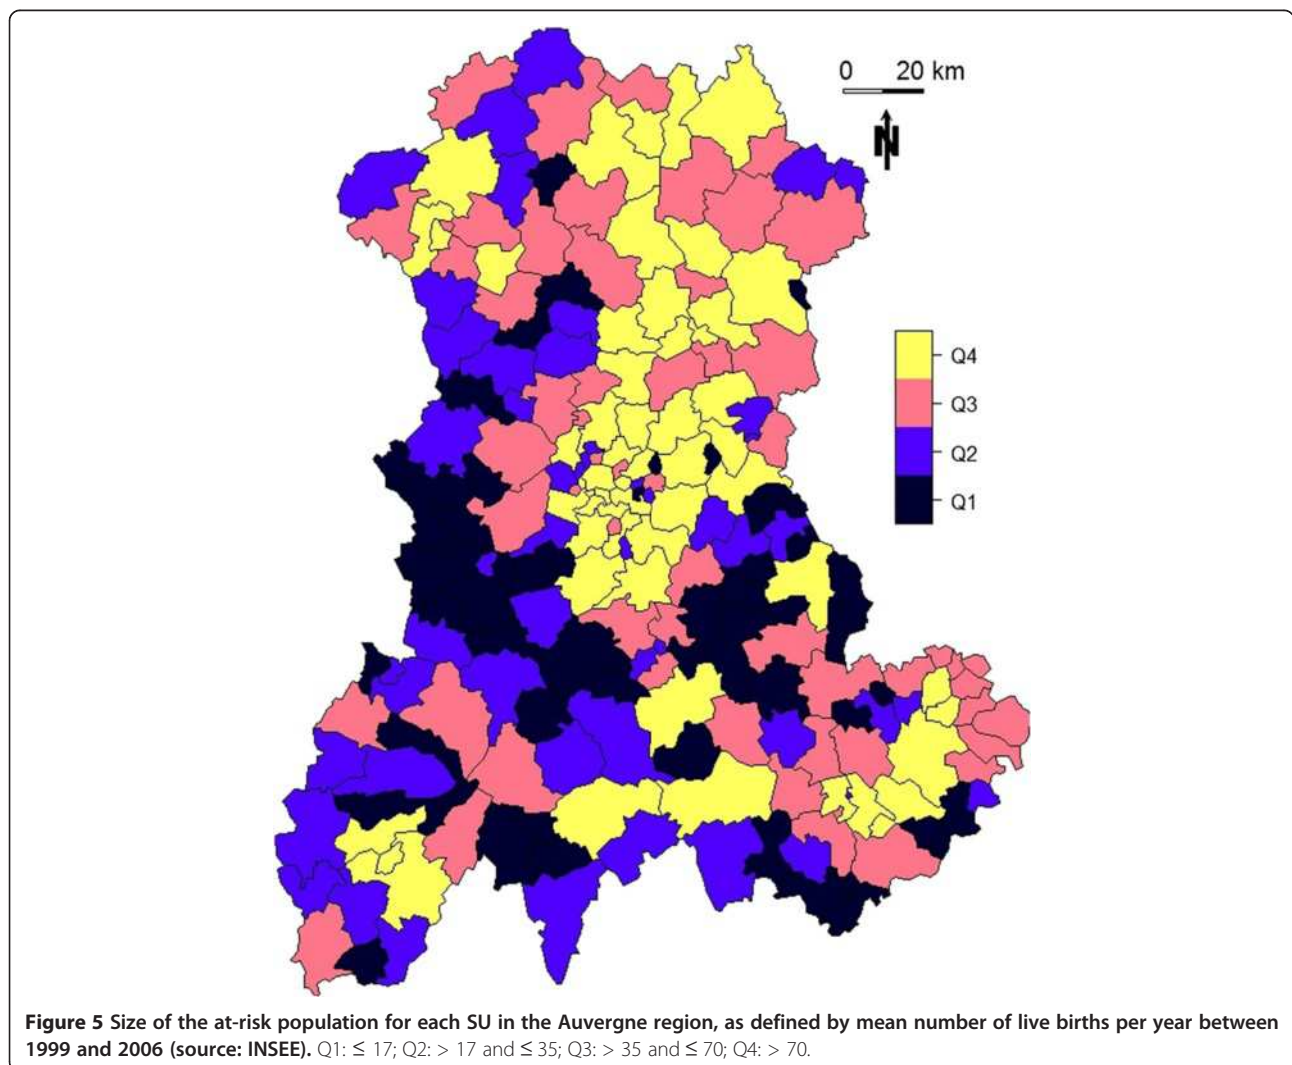 0 20 km
N
Q4
Q3
Q2
Q1
Figure 5 Size of the at-risk population for each SU in the Auvergne region, as defined by mean number of live births per year between
1999 and 2006 (source: INSEE). Q1: ≤ 17; Q2: > 17 and ≤ 35; Q3: > 35 and ≤ 70; Q4: > 70.